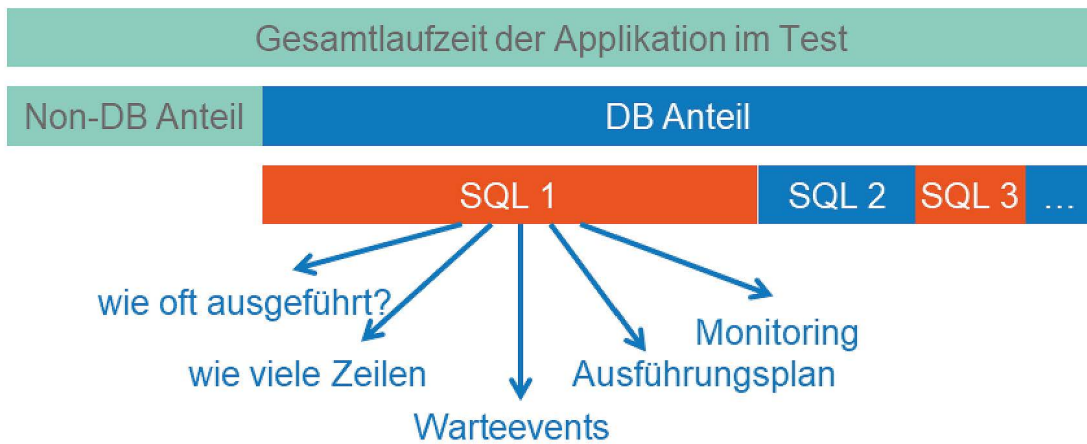 Gesamtlaufzeit der Applikation im Test
Non-DB Anteil
DB Anteil
SQL 1
SQL 2
SQL 3
...
wie oft ausgeführt?
Monitoring
wie viele Zeilen
Ausführungsplan
Warteevents